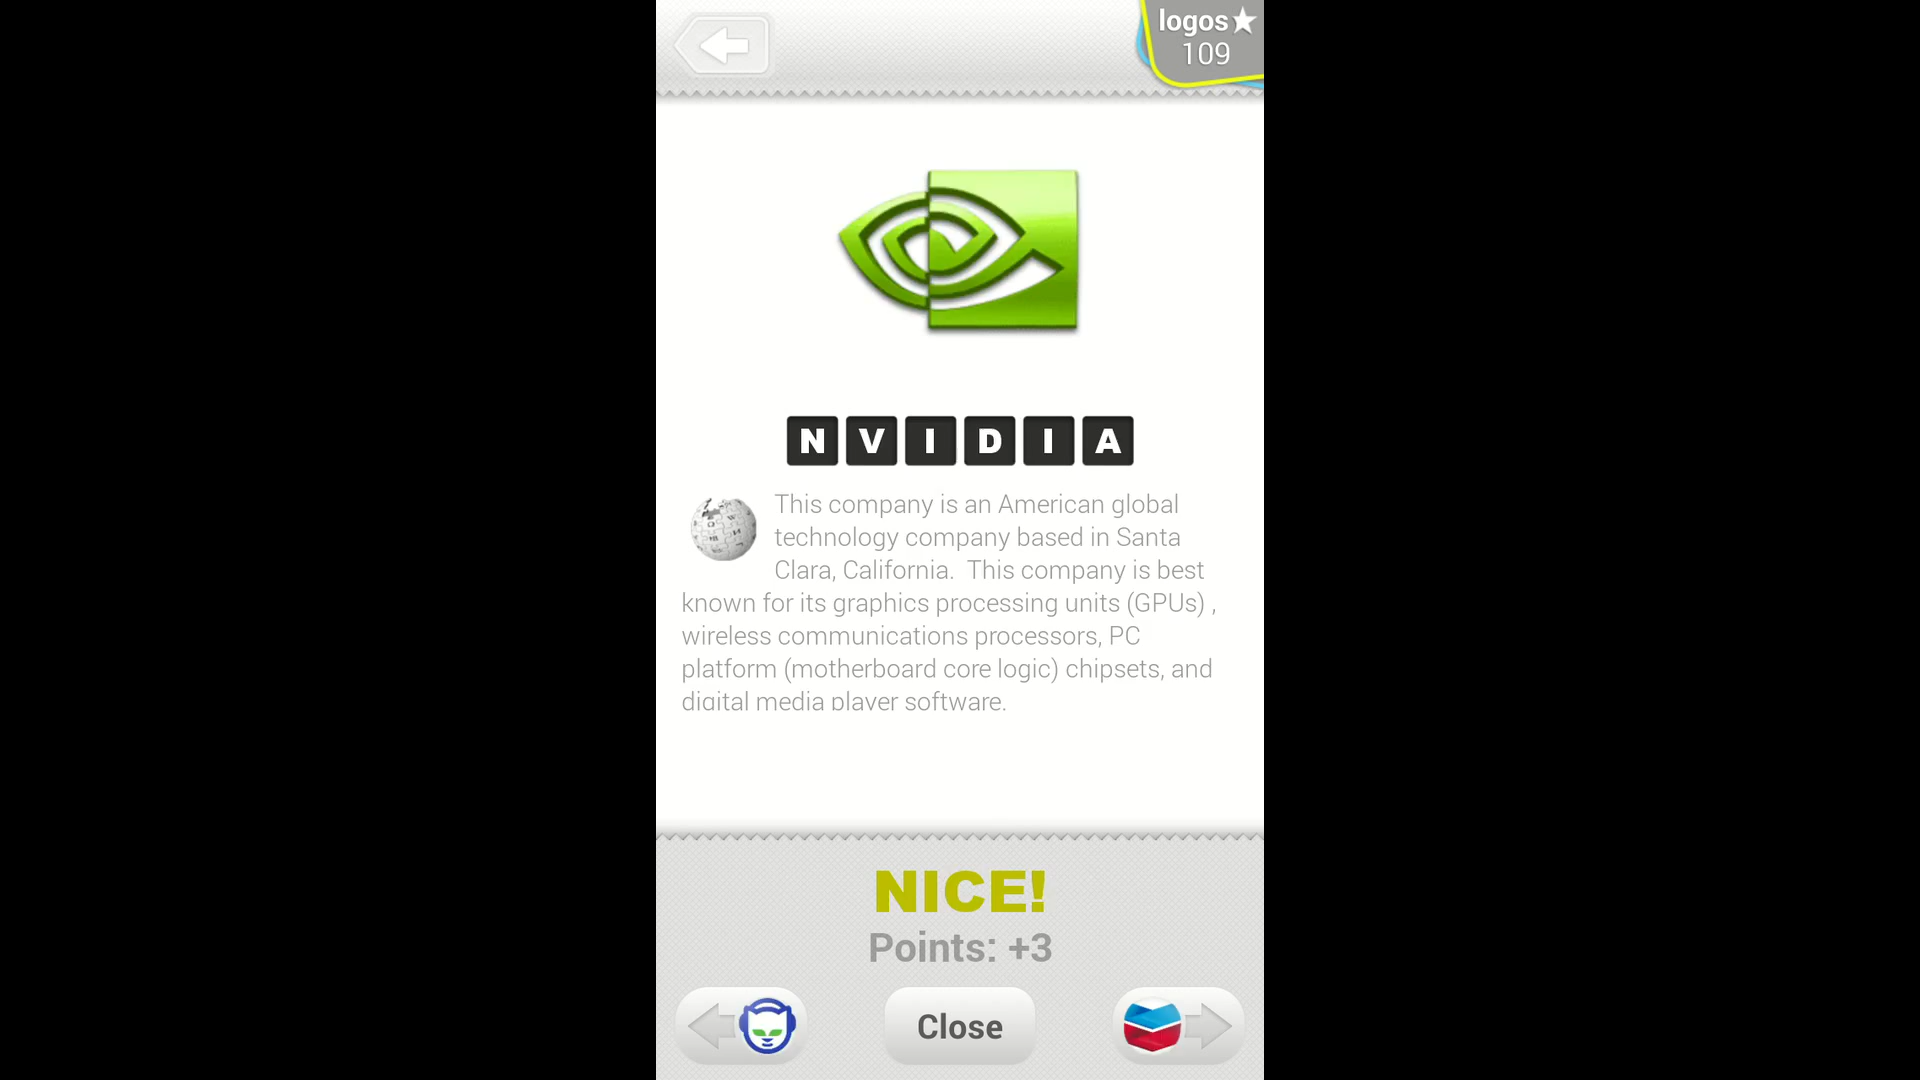 logos
109
NVIDIA
This company is an American global
technology company based in Santa
Clara, California.  This company is best
known for its graphics processing units (GPUs) ,
wireless communications processors, PC
platform (motherboard core logic) chipsets, and
digital media player software.
NICE!
Points: +3
Close